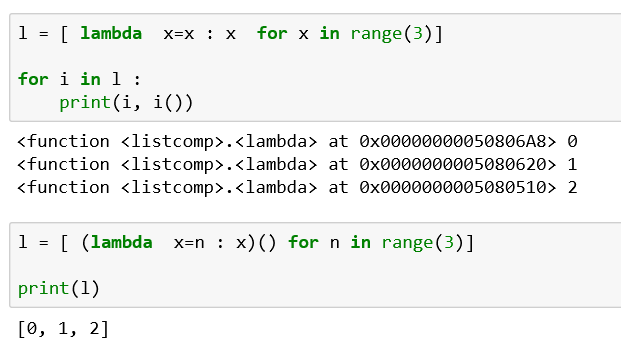 l = [ lambda  x=x : x  for x in range(3)]
for i in l :
    print(i, i())
<function <listcomp>.<lambda> at 0x00000000050806A8> 0
<function <listcomp>.<lambda> at 0x0000000005080620> 1
<function <listcomp>.<lambda> at 0x0000000005080510> 2
l = [ (lambda  x=n : x)() for n in range(3)]
print(l)
[0, 1, 2]